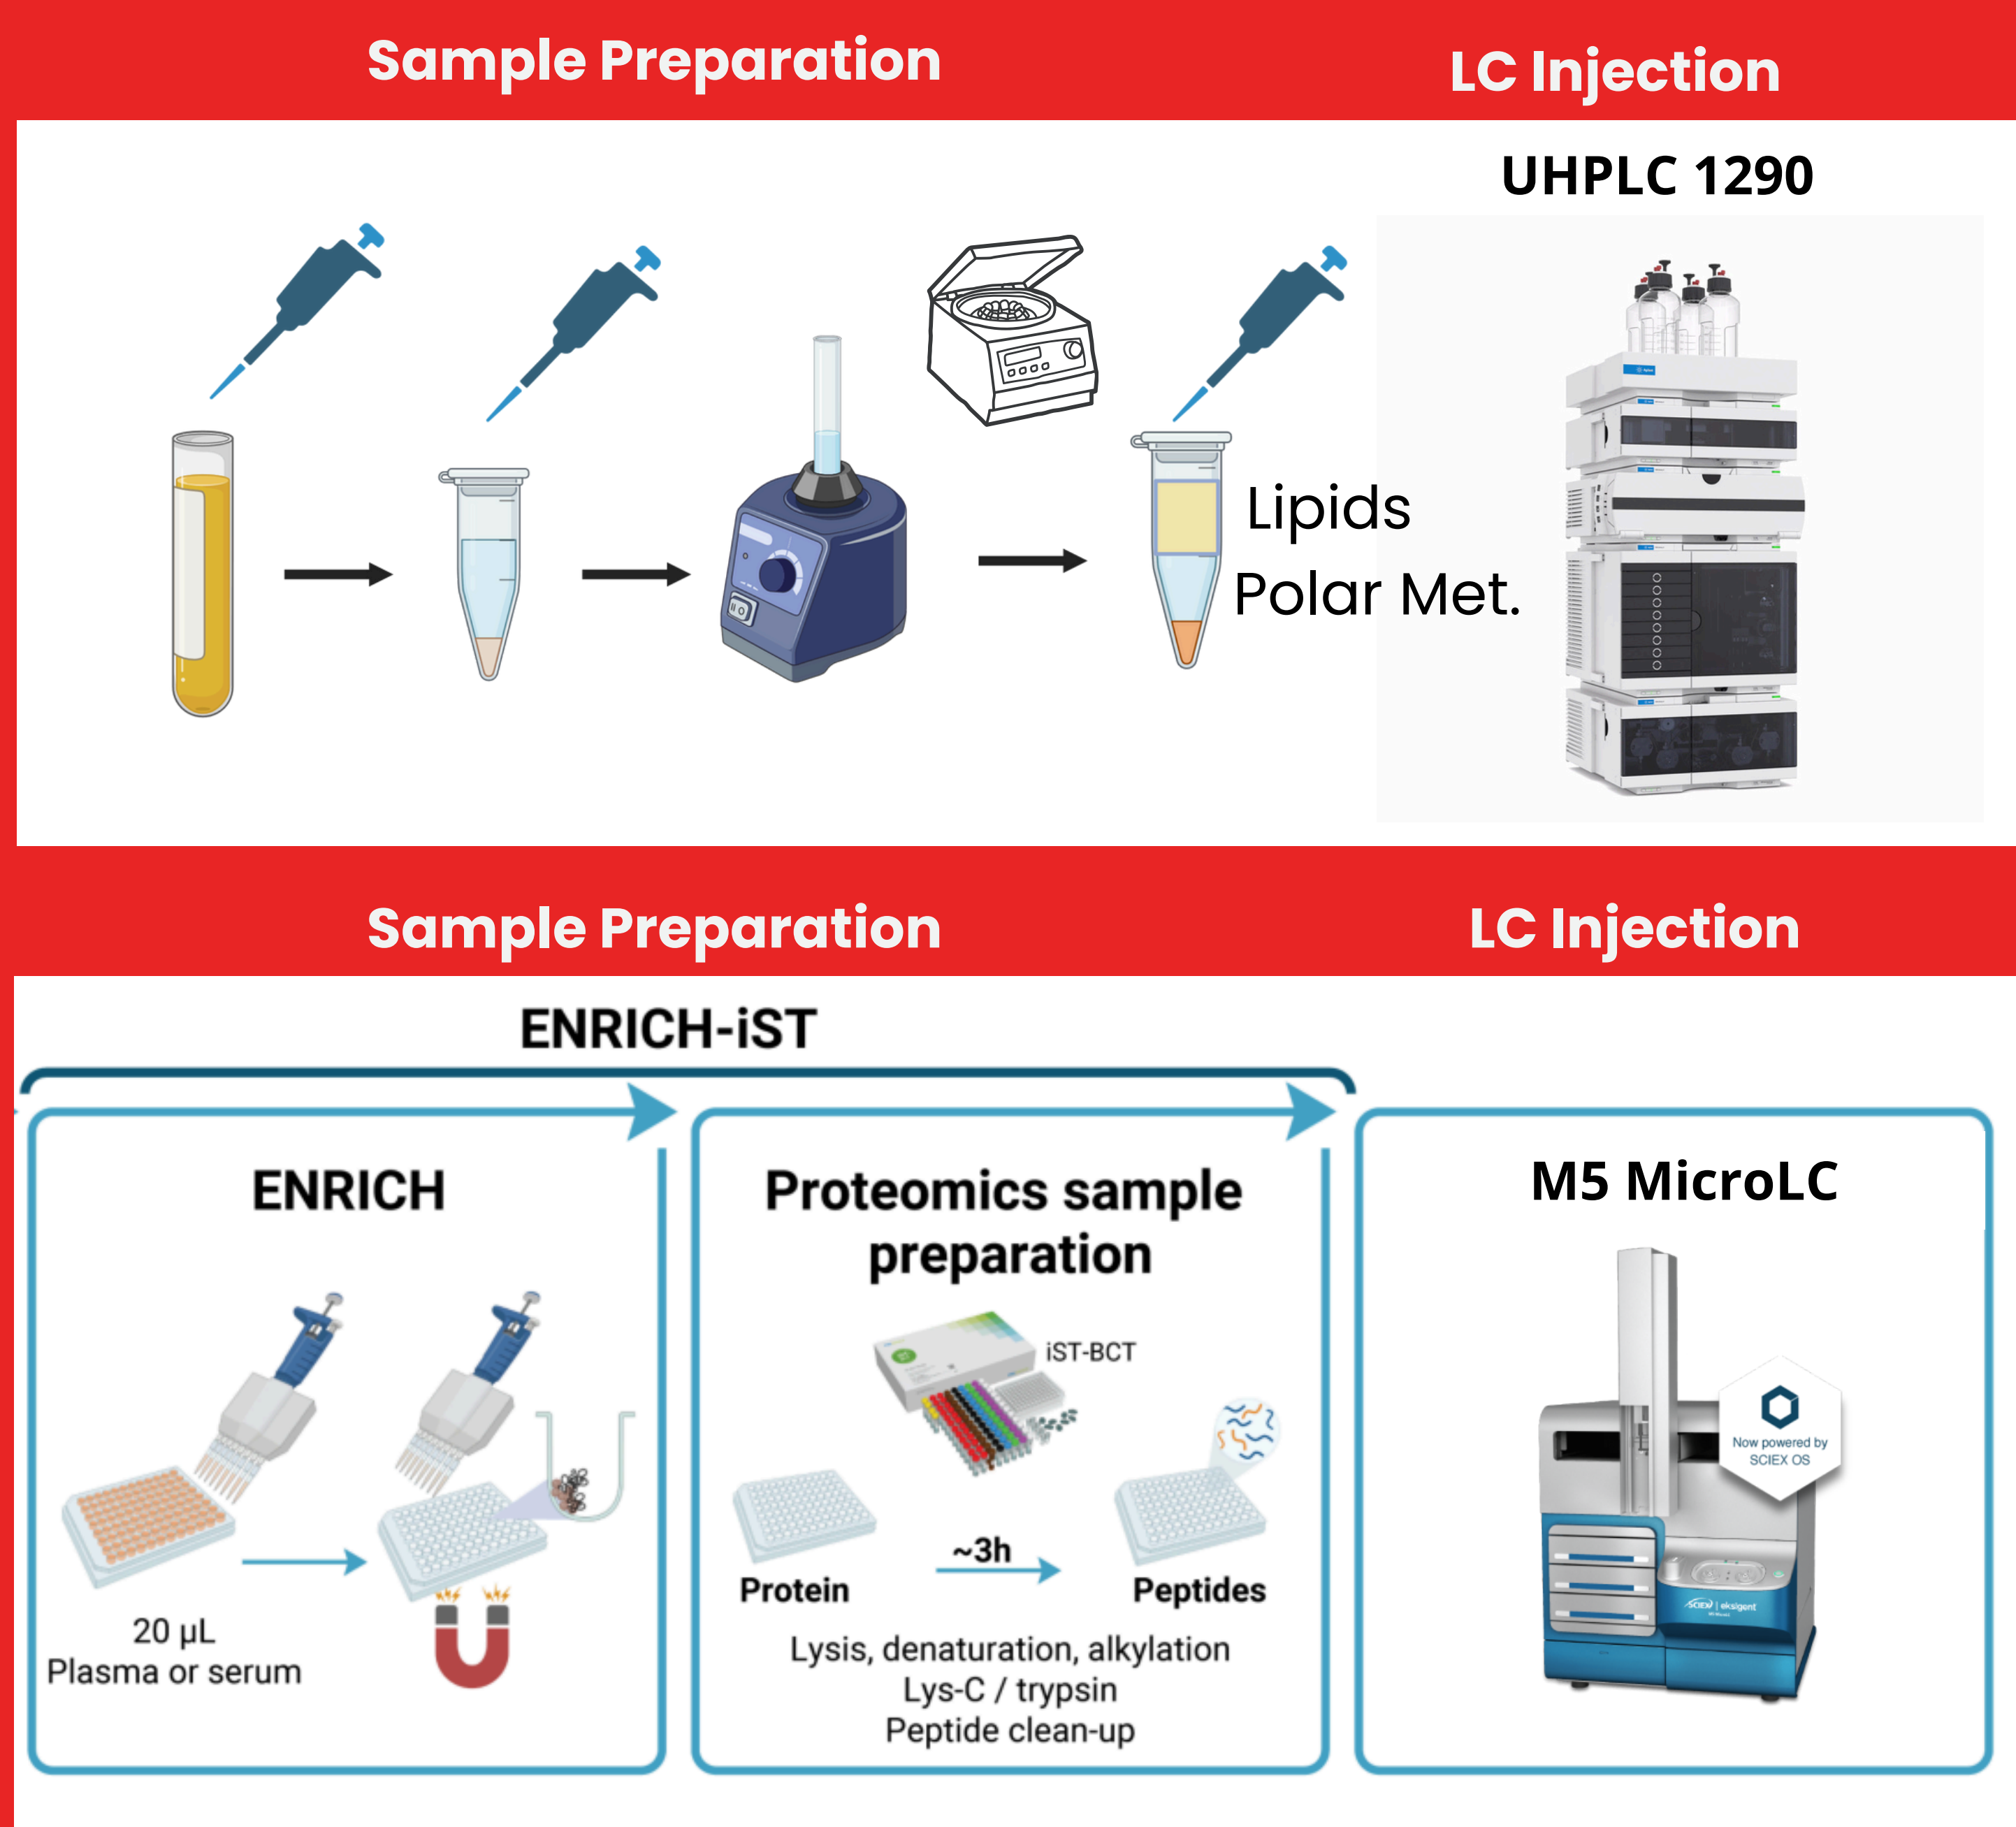 Sample Preparation
LC Injection
UHPLC 1290
Lipids
Polar Met.
Sample Preparation
LC Injection
ENRICH-iST
ENRICH
20 µL
Plasma or serum
Proteomics sample
preparation
iST-BCT
~3h
Protein
Peptides
Lysis, denaturation, alkylation
Lys-C / trypsin
Peptide clean-up
M5 MicroLC
Now powered by
SCIEX OS
SCIEX | eksigent